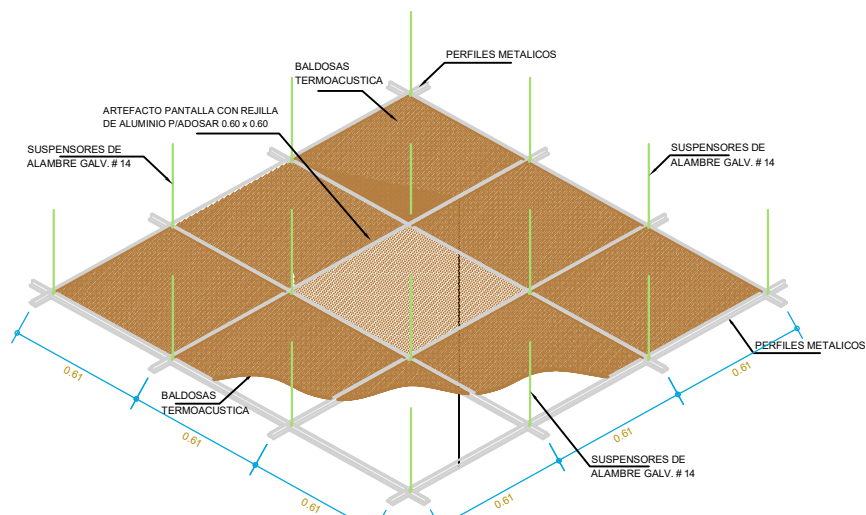 PERFILES METALICOS
BALDOSAS
TERMOACUSTICA
ARTEFACTO PANTALLA CON REJILLA
DE ALUMINIO P/ADOSAR 0.60 x 0.60
SUSPENSORES DE
ALAMBRE GALV. # 14
SUSPENSORES DE
ALAMBRE GALV. # 14
PERFILES METALICOS
BALDOSAS
TERMOACUSTICA
SUSPENSORES DE
ALAMBRE GALV. # 14
0.61
0.61
0.61
0.61
0.61
0.61